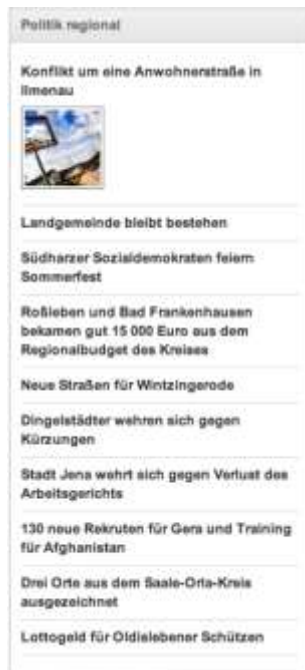 Politik regional
Konflikt um eine Anwohnerstraße in
Ilmenau
Landgemeinde bleibt bestehen
Südharzer Sozialdemokraten feiern
Sommerfest
Roßleben und Bad Frankenhausen
bekamen gut 15 000 Euro aus dem
Regionalbudget des Kreises
Neue Straßen für Wintzingerode
Dingelstädter wehren sich gegen
Kürzungen
Stadt Jena wehrt sich gegen Verlust des
Arbeitsgerichts
130 neue Rekruten für Gera und Training
für Afghanistan
Drei Orte aus dem Saale-Orla-Kreis
ausgezeichnet
Lottogeld für Oldislebener Schützen